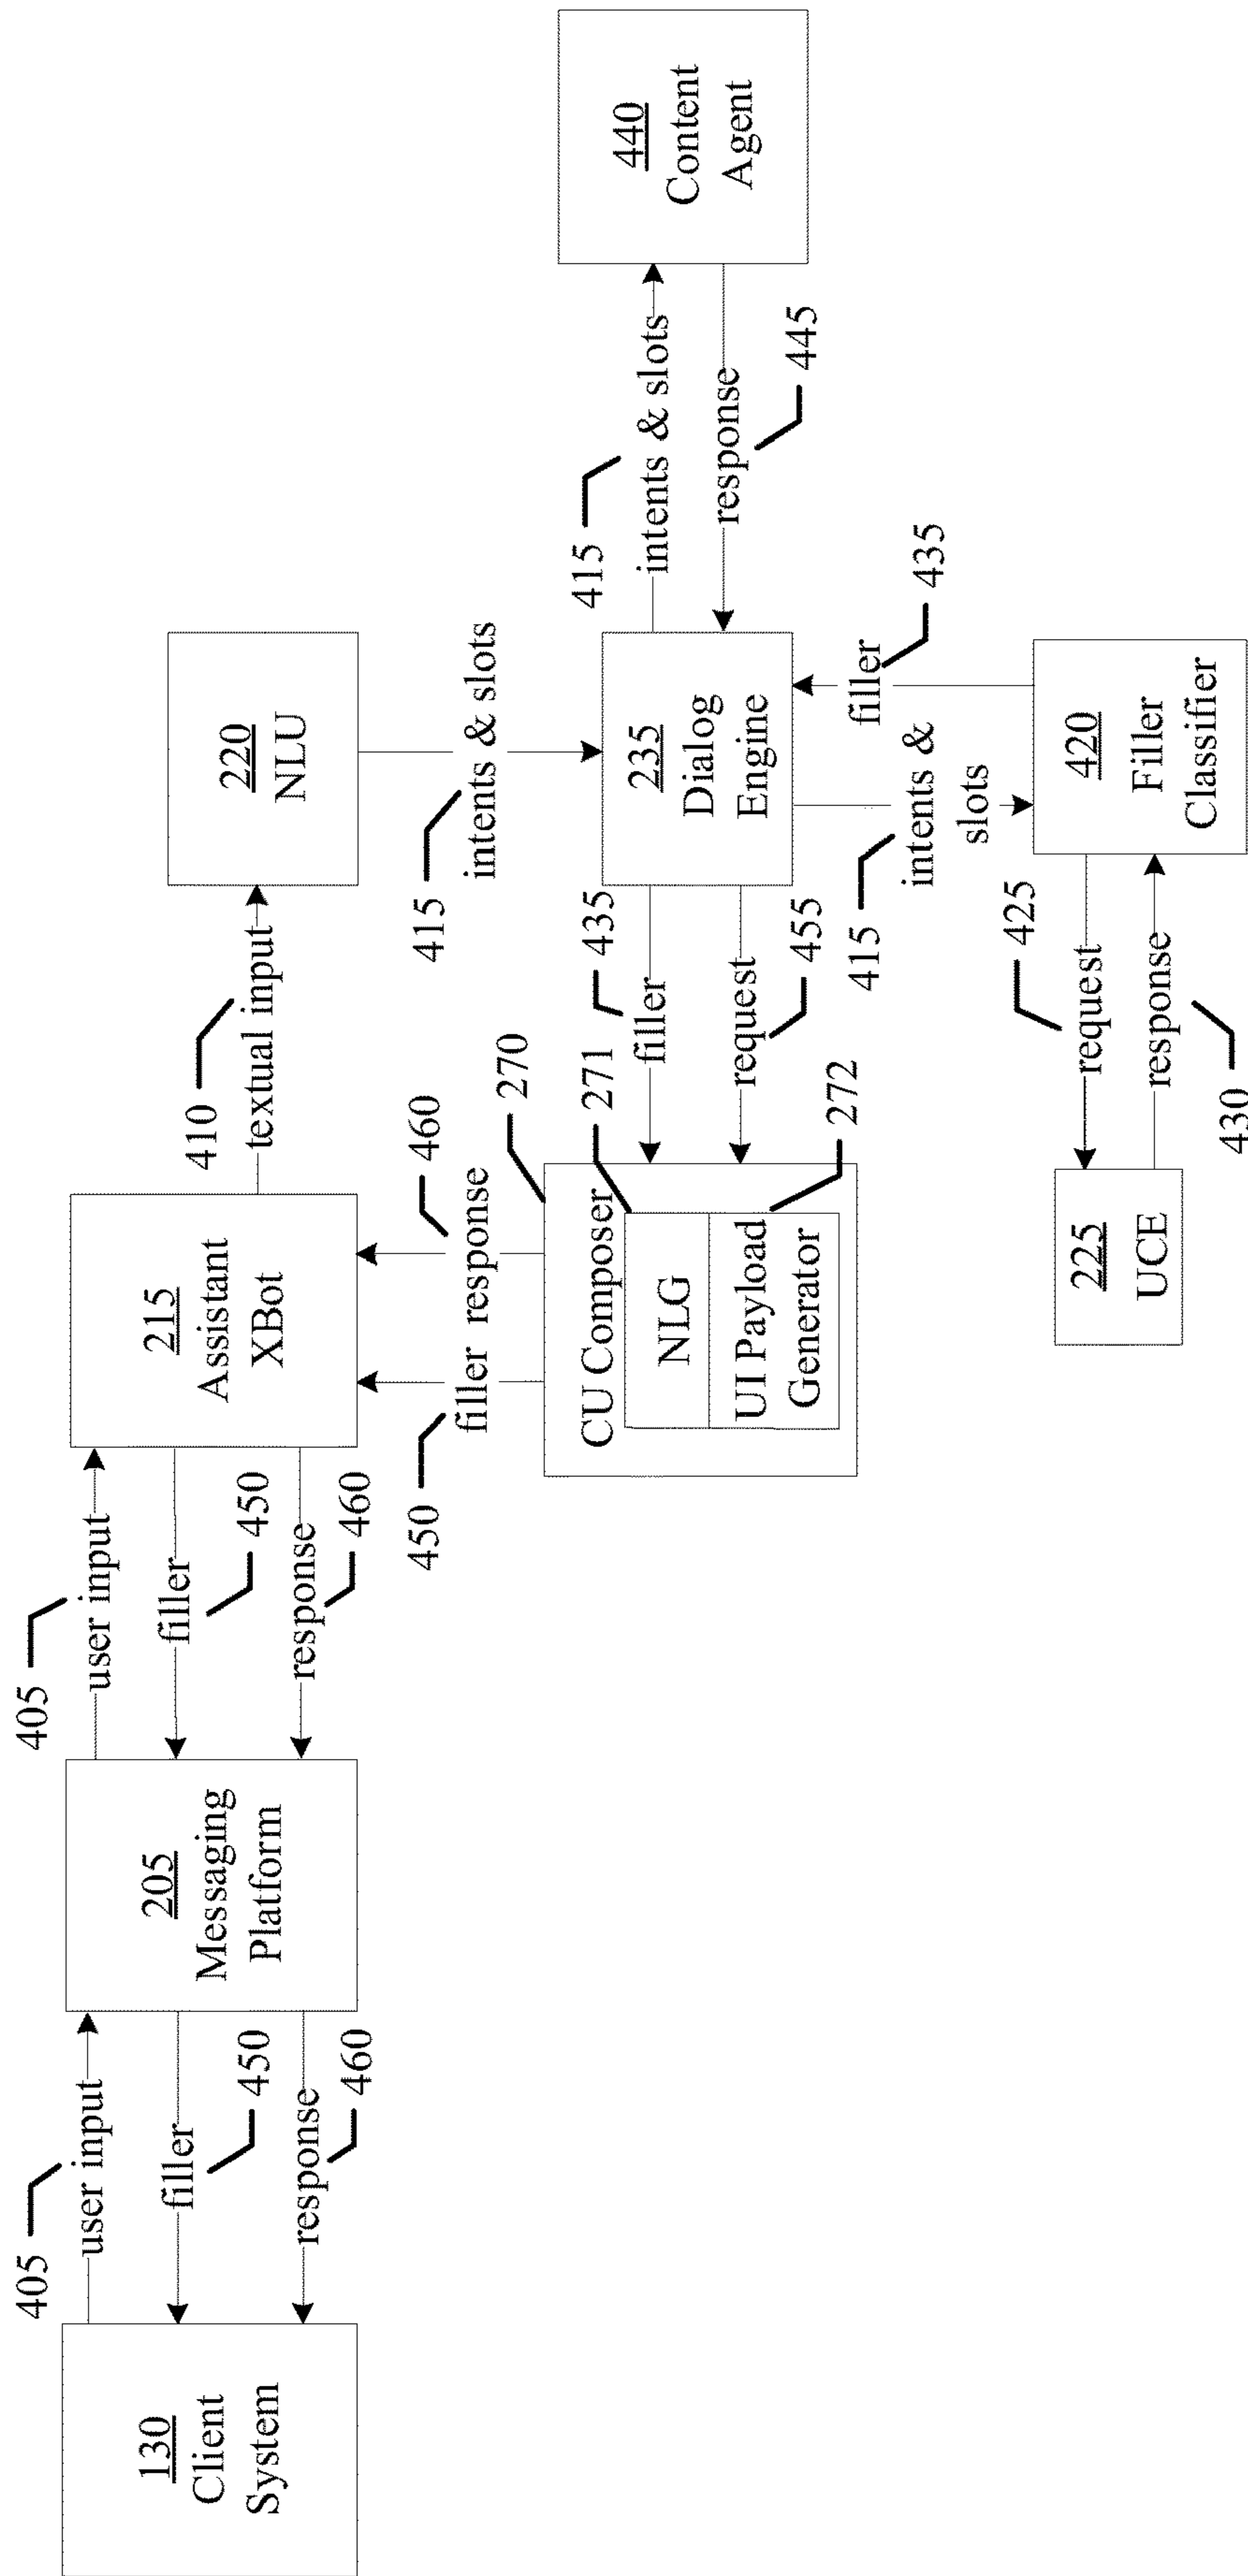 405
405
410
user input
user input
textual input
130
Client
System
205
Messaging
Platform
215
Assistant
XBot
220
NLU
filler
450
filler
450
response
460
response
460
450
460
415
filler response
intents & slots
270
271
272
CU Composer
NLG
UI Payload
Generator
435
filler
request
455
235
Dialog
Engine
415
intents & slots
response
445
440
Content
Agent
415
intents &
slots
filler
435
425
request
response
430
225
UCE
420
Filler
Classifier